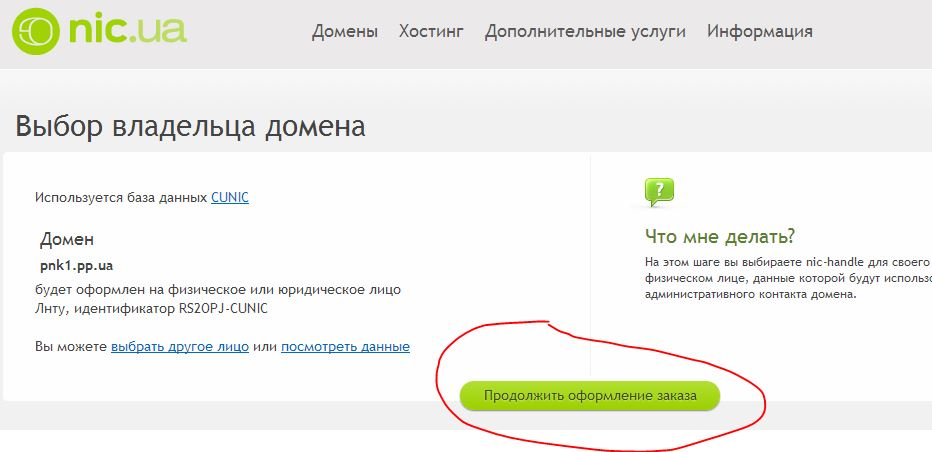 nic.ua
Домены Хостинг Дополнительные услуги Информация
Выбор владельца домена
Используется база данных CUNIC
Домен
pnk1.pp.ua
будет оформлен на физическое или юридическое лицо
Лнту, идентификатор RS20PJ-CUNIC
Вы можете выбрать другое лицо или посмотреть данные
?
Что мне делать?
На этом шаге вы выбираете nic-handle для своего
физическом лице, данные которой будут использо
административного контакта домена.
Продолжить оформление заказа